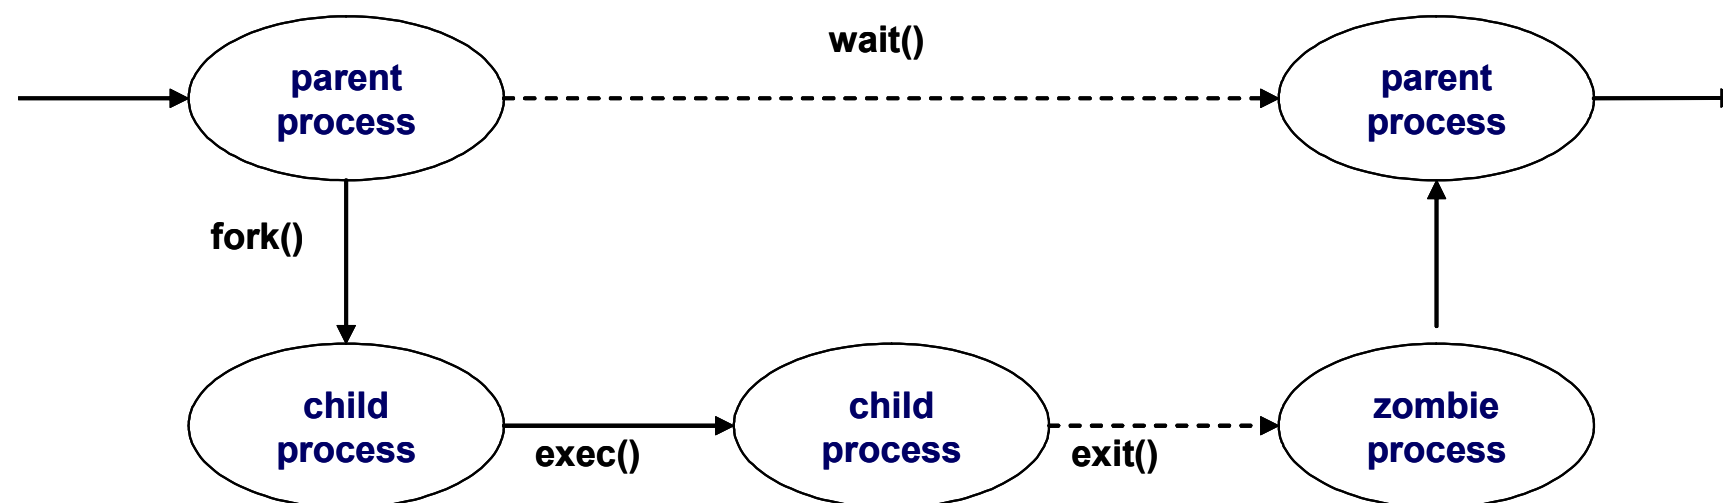 wait()
parent
process
parent
process
fork()
child
process
exec()
child
process
exit()
zombie
process